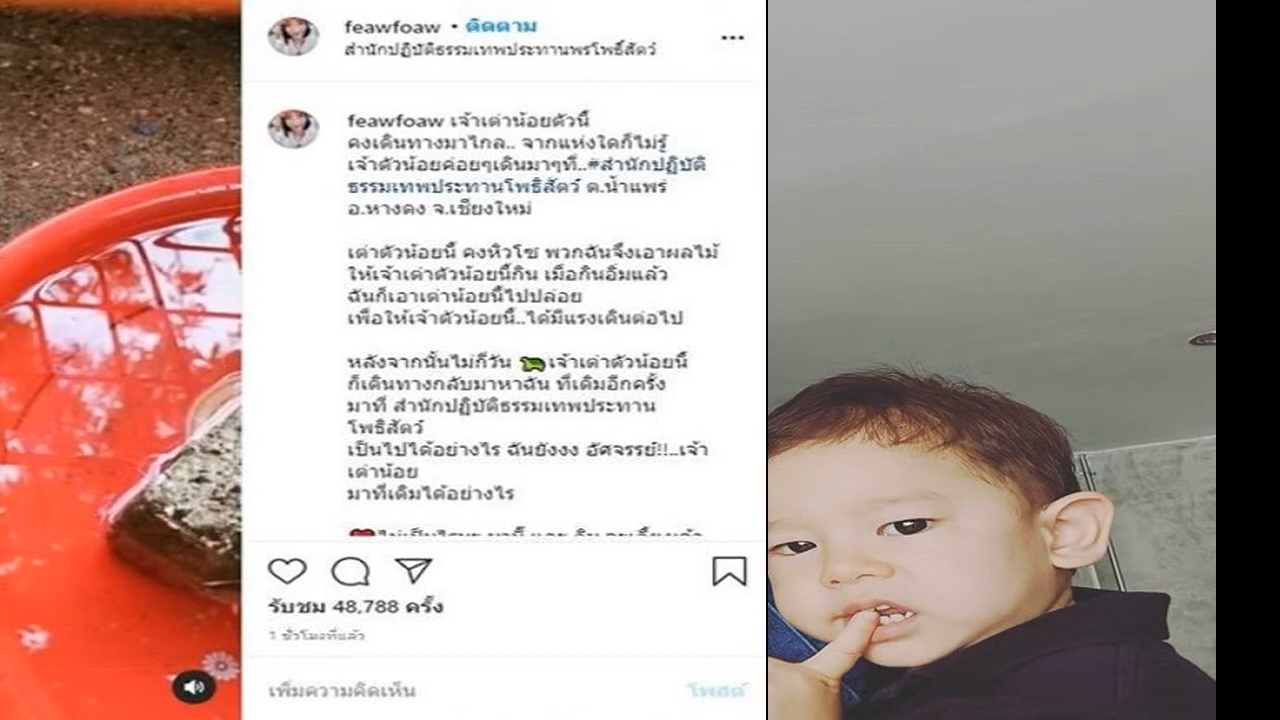 feawfoaw • ติดตาม
สำนักปฏิบัติธรรมเทพประทานพรโพธิ์สัตว์
feawfoaw เจ้าเต่าน้อยตัวนี้
คงเดินทางมาไกล.. จากแห่งใดก็ไม่รู้
เจ้าตัวน้อยค่อยๆเดินมาๆที่..#สำนักปฏิบัติ
ธรรมเทพประทานโพธิสัตว์ ต.น้ำแพร่
อ.หางดง จ.เชียงใหม่
เต่าตัวน้อยนี้ คงหิวโซ พวกฉันจึงเอาผลไม้
ให้เจ้าเต่าตัวน้อยนี้กิน เมื่อกินอิ่มแล้ว
ฉันก็เอาเต่าน้อยนี้ไปปล่อย
เพื่อให้เจ้าตัวน้อยนี้..ได้มีแรงเดินต่อไป
หลังจากนั้นไม่กี่วัน 🐢เจ้าเต่าตัวน้อยนี้
ก็เดินทางกลับมาหาฉัน ที่เดิมอีกครั้ง
มาที่ สำนักปฏิบัติธรรมเทพประทาน
โพธิสัตว์
เป็นไปได้อย่างไร ฉันยังงง อัศจรรย์!!..เจ้า
เต่าน้อย
มาที่เดิมได้อย่างไร
รับชม 48,788 ครั้ง
1 ชั่วโมงที่แล้ว
เพิ่มความคิดเห็น
โพสต์